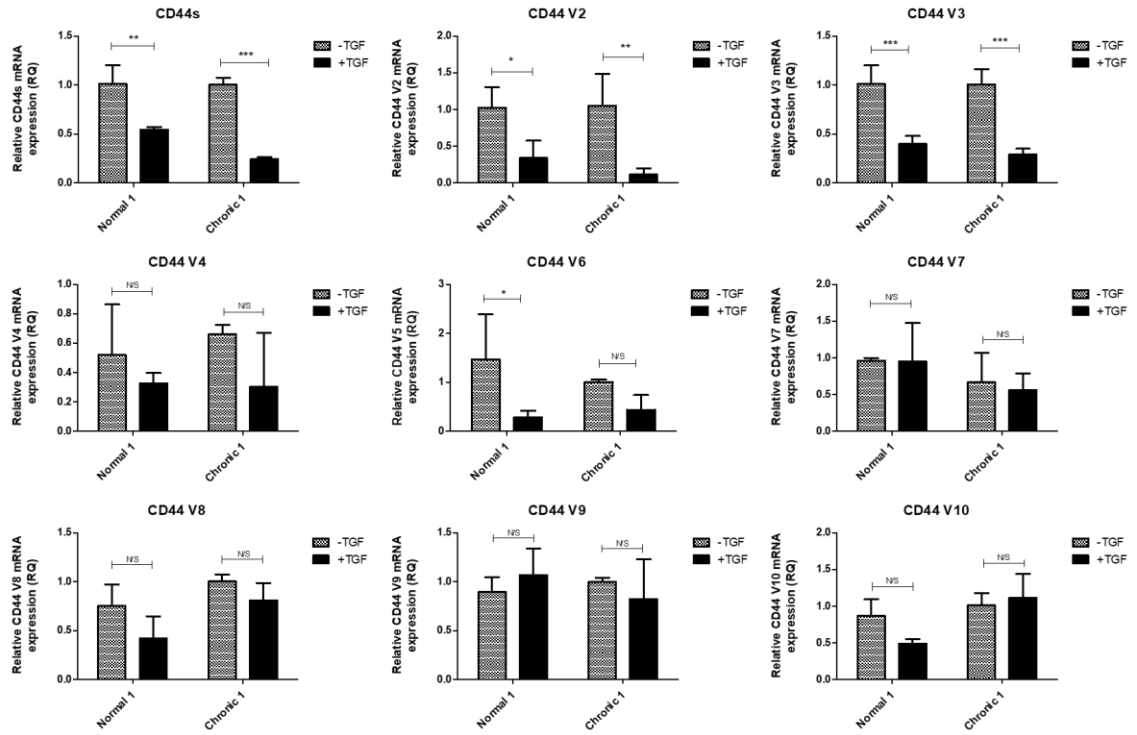 CD44s
Relative CD44s mRNA
expression (RQ)
1.5
1.0
0.5
0.0
**
***
-TGF
+TGF
Normal 1
Chronic 1
CD44 V2
Relative CD44 V2 mRNA
expression (RQ)
2.0
1.5
1.0
0.5
0.0
*
**
-TGF
+TGF
Normal 1
Chronic 1
CD44 V3
Relative CD44 V3 mRNA
expression (RQ)
1.5
1.0
0.5
0.0
***
***
-TGF
+TGF
Normal 1
Chronic 1
CD44 V4
Relative CD44 V4 mRNA
expression (RQ)
1.0
0.8
0.6
0.4
0.2
0.0
N/S
N/S
-TGF
+TGF
Normal 1
Chronic 1
CD44 V6
Relative CD44 V5 mRNA
expression (RQ)
3
2
1
0
*
N/S
-TGF
+TGF
Normal 1
Chronic 1
CD44 V7
Relative CD44 V7 mRNA
expression (RQ)
2.0
1.5
1.0
0.5
0.0
N/S
N/S
-TGF
+TGF
Normal 1
Chronic 1
CD44 V8
Relative CD44 V8 mRNA
expression (RQ)
1.5
1.0
0.5
0.0
N/S
N/S
-TGF
+TGF
Normal 1
Chronic 1
CD44 V9
Relative CD44 V9 mRNA
expression (RQ)
1.5
1.0
0.5
0.0
N/S
N/S
-TGF
+TGF
Normal 1
Chronic 1
CD44 V10
Relative CD44 V10 mRNA
expression (RQ)
2.0
1.5
1.0
0.5
0.0
N/S
N/S
-TGF
+TGF
Normal 1
Chronic 1